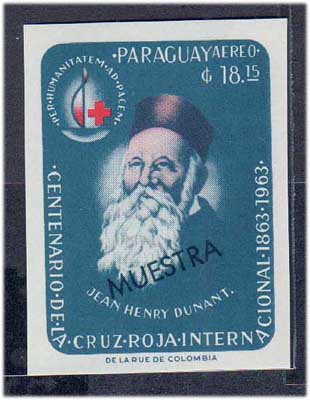 ·PARAGUAY AEREO·
₲ 18.15
·PER·HUMANITATEM·AD·PACEM·
·CENTENARIO·DE·LA·CRUZ·ROJA·INTERNACIONAL·1863·1963·
MUESTRA
JEAN HENRY DUNANT.
DE LA RUE DE COLOMBIA